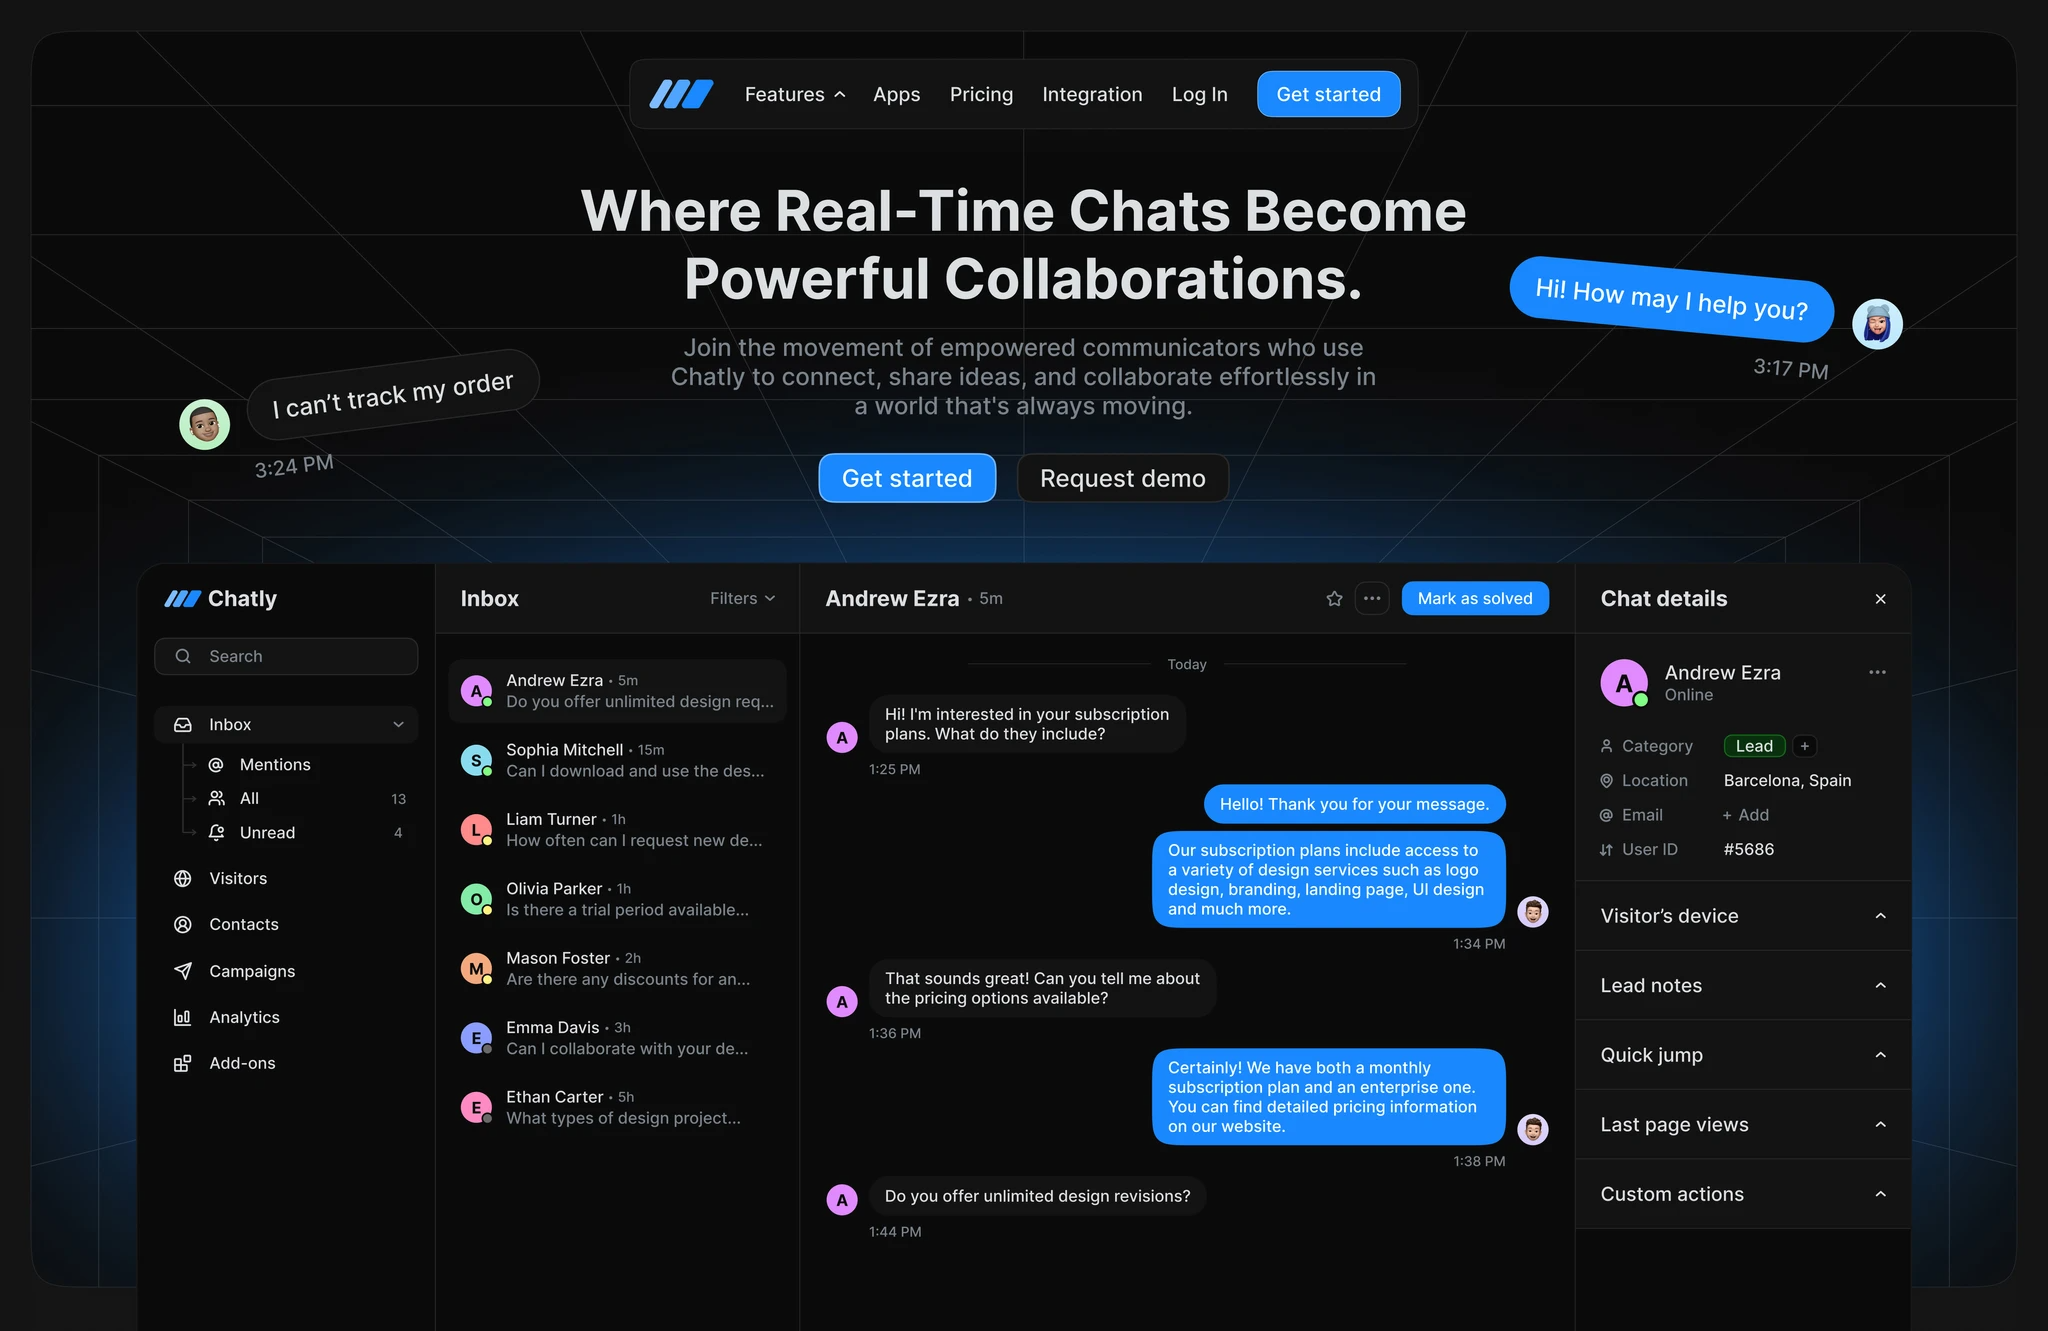 Features
Apps
Pricing
Integration
Log In
Get started
Where Real-Time Chats Become
Powerful Collaborations.
Join the movement of empowered communicators who use
Chatly to connect, share ideas, and collaborate effortlessly in
a world that's always moving.
Get started
Request demo
I can’t track my order
3:24 PM
Hi! How may I help you?
3:17 PM
Chatly
Search
Inbox
Mentions
All 13
Unread 4
Visitors
Contacts
Campaigns
Analytics
Add-ons
Inbox
Filters
A
Andrew Ezra • 5m
Do you offer unlimited design req...
S
Sophia Mitchell • 15m
Can I download and use the des...
L
Liam Turner • 1h
How often can I request new de...
O
Olivia Parker • 1h
Is there a trial period available...
M
Mason Foster • 2h
Are there any discounts for an...
E
Emma Davis • 3h
Can I collaborate with your de...
E
Ethan Carter • 5h
What types of design project...
Andrew Ezra • 5m
Mark as solved
Today
A
Hi! I'm interested in your subscription
plans. What do they include?
1:25 PM
Hello! Thank you for your message.
Our subscription plans include access to
a variety of design services such as logo
design, branding, landing page, UI design
and much more.
1:34 PM
A
That sounds great! Can you tell me about
the pricing options available?
1:36 PM
Certainly! We have both a monthly
subscription plan and an enterprise one.
You can find detailed pricing information
on our website.
1:38 PM
A
Do you offer unlimited design revisions?
1:44 PM
Chat details
A
Andrew Ezra
Online
Category Lead +
Location Barcelona, Spain
Email + Add
User ID #5686
Visitor’s device
Lead notes
Quick jump
Last page views
Custom actions